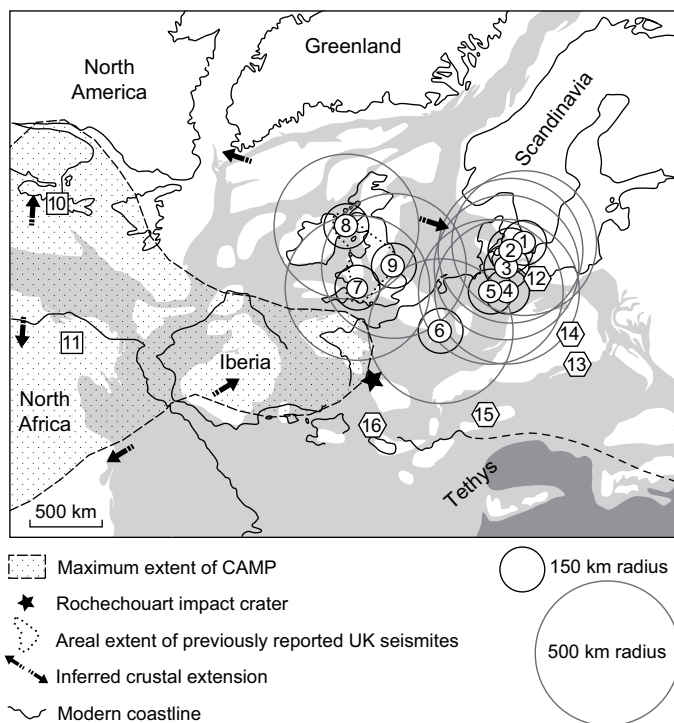 Greenland
North
America
Scandinavia
10
8
1
2
9
3
12
7
5
4
6
14
11
13
Iberia
North
Africa
15
16
Tethys
500 km
Maximum extent of CAMP
Rochechouart impact crater
Areal extent of previously reported UK seismites
Inferred crustal extension
Modern coastline
150 km radius
500 km radius